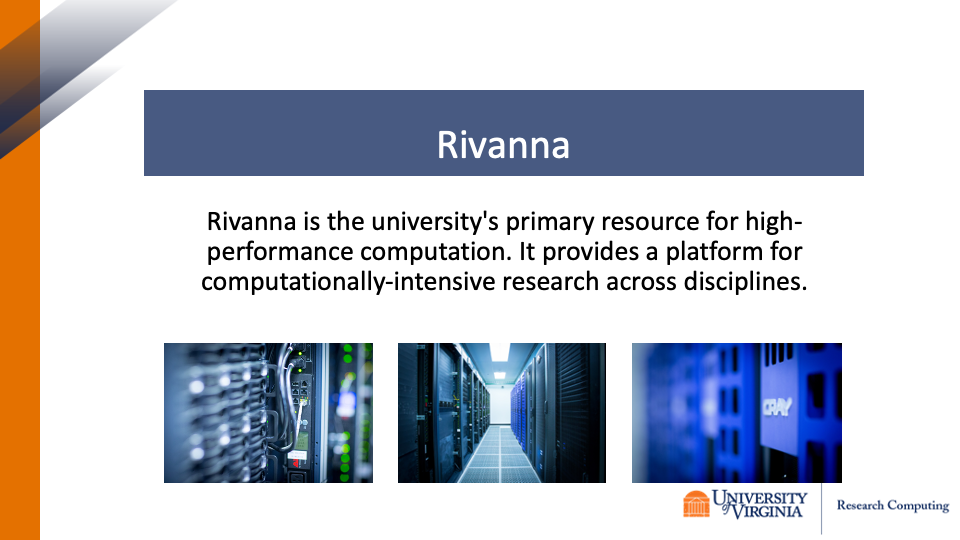 Rivanna
Rivanna is the university's primary resource for high-
performance computation. It provides a platform for
computationally-intensive research across disciplines.
CRAY
UNIVERSITY
of VIRGINIA
Research Computing